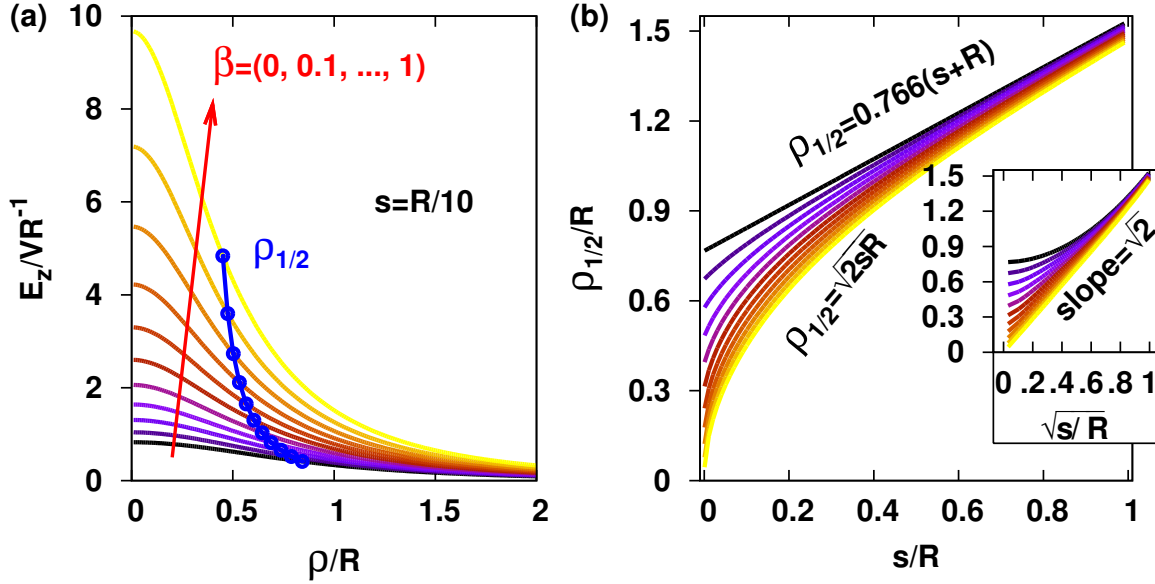 (a)
10
8
6
4
2
0
E_z/VR⁻¹
β=(0, 0.1, ..., 1)
s=R/10
ρ_1/2
0 0.5 1 1.5 2
ρ/R
(b)
1.5
1.2
0.9
0.6
0.3
0
ρ_1/2/R
ρ_1/2=0.766(s+R)
ρ_1/2=√2sR
0 0.2 0.4 0.6 0.8 1
s/R
1.5
1.2
0.9
0.6
0.3
0
slope=√2
0 .2 .4 .6 .8 1
√s/R